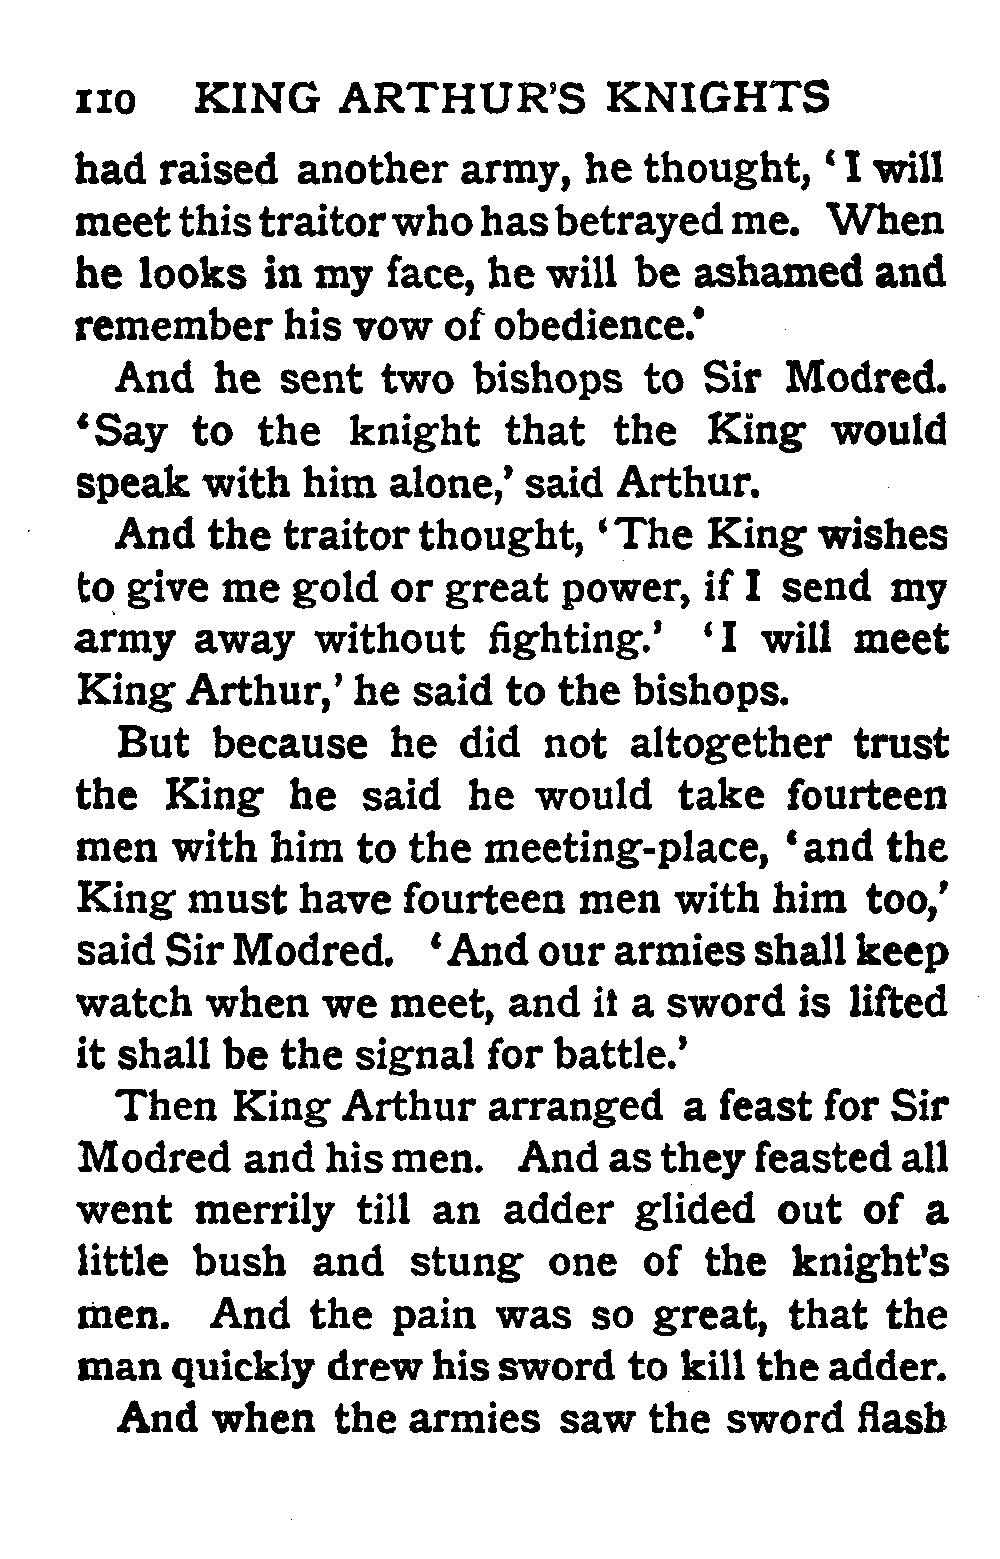 110 KING ARTHUR'S KNIGHTS
had raised another army, he thought, ‘I will
meet this traitor who has betrayed me. When
he looks in my face, he will be ashamed and
remember his vow of obedience.’
And he sent two bishops to Sir Modred.
‘Say to the knight that the King would
speak with him alone,’ said Arthur.
And the traitor thought, ‘The King wishes
to give me gold or great power, if I send my
army away without fighting.’ ‘I will meet
King Arthur,’ he said to the bishops.
But because he did not altogether trust
the King he said he would take fourteen
men with him to the meeting-place, ‘and the
King must have fourteen men with him too,’
said Sir Modred. ‘And our armies shall keep
watch when we meet, and if a sword is lifted
it shall be the signal for battle.’
Then King Arthur arranged a feast for Sir
Modred and his men. And as they feasted all
went merrily till an adder glided out of a
little bush and stung one of the knight's
men. And the pain was so great, that the
man quickly drew his sword to kill the adder.
And when the armies saw the sword flash